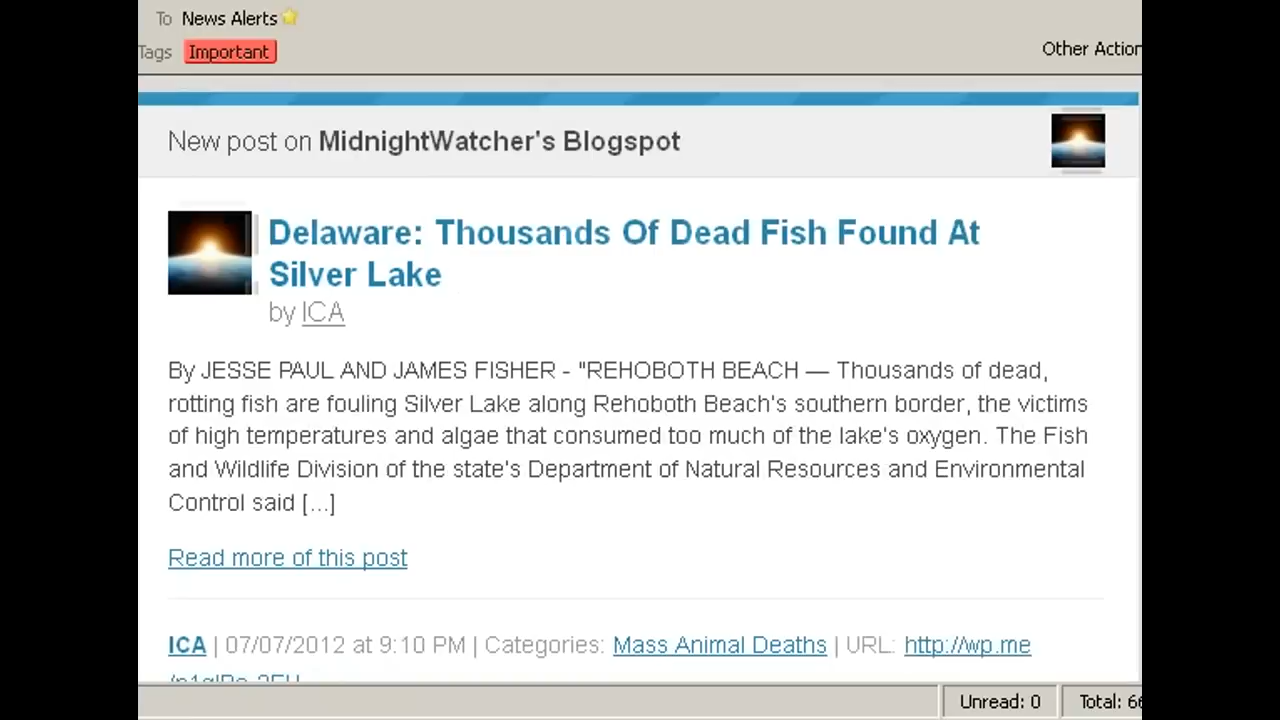 To News Alerts
Tags Important
Other Action
New post on MidnightWatcher's Blogspot
Delaware: Thousands Of Dead Fish Found At
Silver Lake
by ICA
By JESSE PAUL AND JAMES FISHER - "REHOBOTH BEACH — Thousands of dead,
rotting fish are fouling Silver Lake along Rehoboth Beach's southern border, the victims
of high temperatures and algae that consumed too much of the lake's oxygen. The Fish
and Wildlife Division of the state's Department of Natural Resources and Environmental
Control said [...]
Read more of this post
ICA | 07/07/2012 at 9:10 PM | Categories: Mass Animal Deaths | URL: http://wp.me
Unread: 0 Total: 66